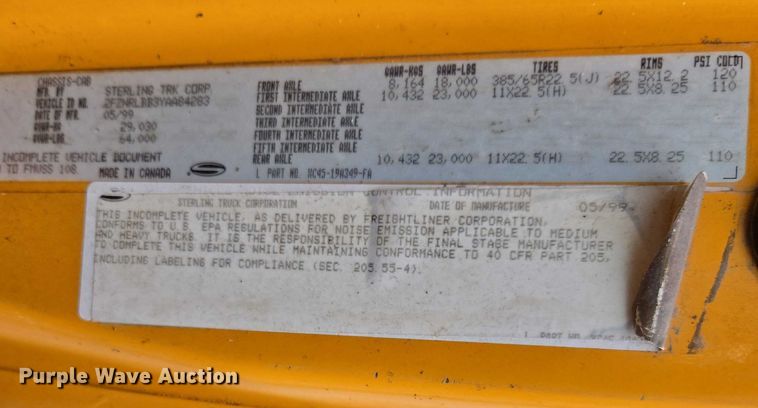 CHASSIS-CAB
MFG. BY STERLING TRK CORP.
VEHICLE ID NO.
DATE OF MFG. 05/99
GVWR-KG 29,030
GVWR-LBS 64,000
INCOMPLETE VEHICLE DOCUMENT
TO FMVSS 108. MADE IN CANADA
GAWR-KGS GAWR-LBS TIRES RIMS PSI COLD
FRONT AXLE 8,164 18,000 385/65R22.5(J) 22.5X12.2 120
FIRST INTERMEDIATE AXLE 10,432 23,000 11X22.5(H) 22.5X8.25 110
SECOND INTERMEDIATE AXLE
THIRD INTERMEDIATE AXLE
FOURTH INTERMEDIATE AXLE
FIFTH INTERMEDIATE AXLE
REAR AXLE 10,432 23,000 11X22.5(H) 22.5X8.25 110
PART NO.
EMISSION CONTROL INFORMATION
STERLING TRUCK CORPORATION DATE OF MANUFACTURE 05/99
THIS INCOMPLETE VEHICLE, AS DELIVERED BY FREIGHTLINER CORPORATION,
CONFORMS TO U.S. EPA REGULATIONS FOR NOISE EMISSION APPLICABLE TO MEDIUM
AND HEAVY TRUCKS. IT IS THE RESPONSIBILITY OF THE FINAL STAGE MANUFACTURER
TO COMPLETE THIS VEHICLE WHILE MAINTAINING CONFORMANCE TO 40 CFR PART 205,
INCLUDING LABELING FOR COMPLIANCE (SEC. 205.55-4).
PART NO.
Purple Wave Auction